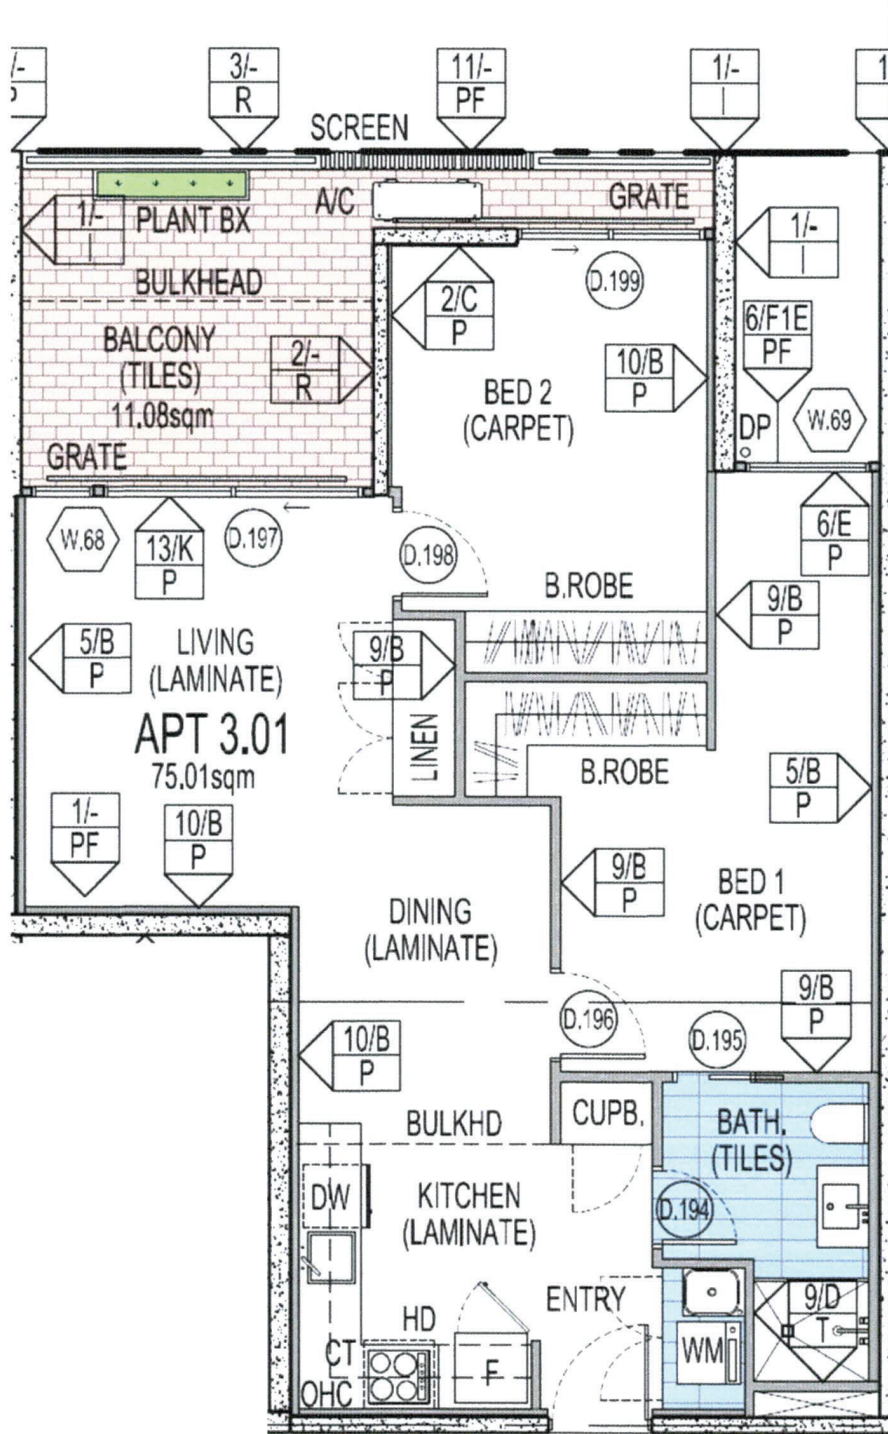 3/-
R
11/-
PF
1/-
I
SCREEN
A/C
GRATE
1/-
I
PLANT BX
1/-
I
BULKHEAD
D.199
2/C
P
6/F1E
PF
BALCONY
(TILES)
11.08sqm
2/-
R
10/B
P
BED 2
(CARPET)
W.69
DP
GRATE
W.68
13/K
P
D.197
D.198
6/E
P
B.ROBE
9/B
P
5/B
P
LIVING
(LAMINATE)
9/B
P
APT 3.01
75.01sqm
LINEN
B.ROBE
5/B
P
1/-
PF
10/B
P
9/B
P
BED 1
(CARPET)
DINING
(LAMINATE)
9/B
P
D.196
D.195
10/B
P
BULKHD
CUPB.
BATH.
(TILES)
DW
KITCHEN
(LAMINATE)
D.194
ENTRY
HD
9/D
T
CT
OHC
F
WM